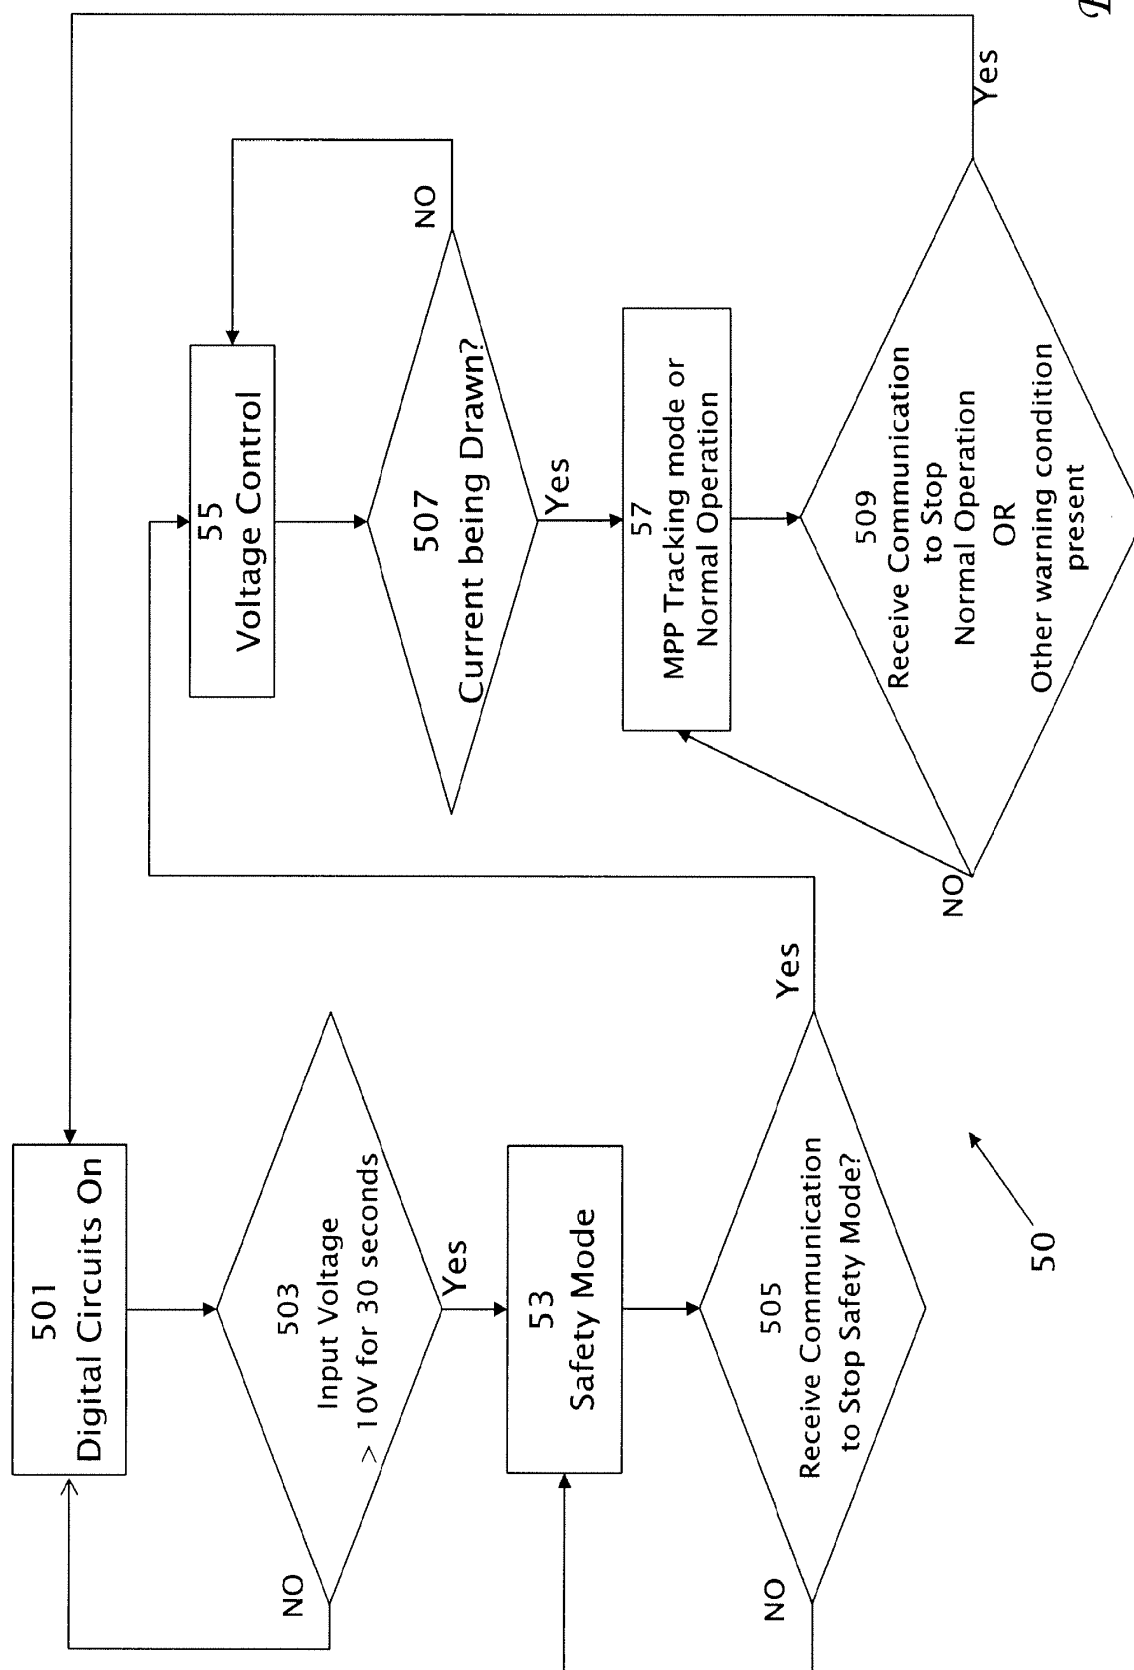 501
Digital Circuits On
503
Input Voltage
> 10V for 30 seconds
NO
Yes
53
Safety Mode
505
Receive Communication
to Stop Safety Mode?
NO
Yes
50
55
Voltage Control
507
Current being Drawn?
NO
Yes
57
MPP Tracking mode or
Normal Operation
509
Receive Communication
to Stop
Normal Operation
OR
Other warning condition
present
NO
Yes